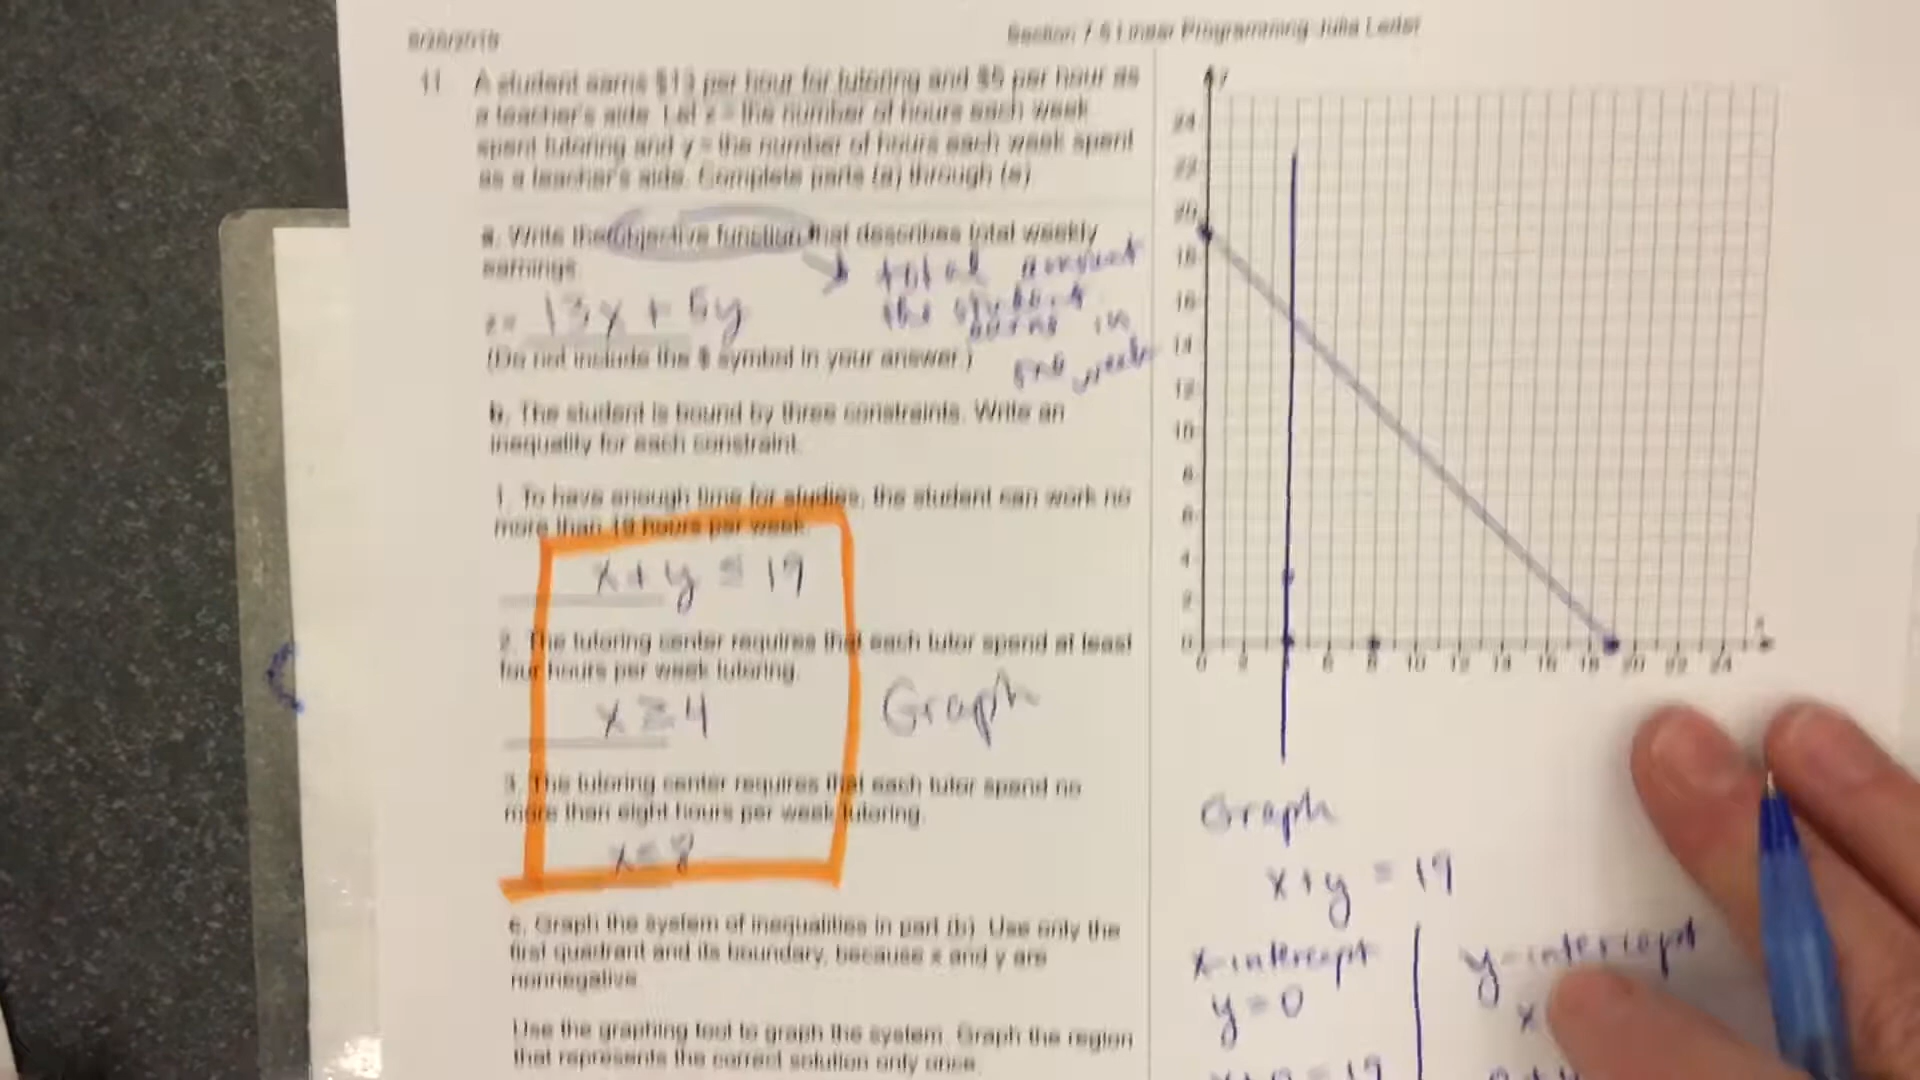 9/26/2019
Section 7.5 Linear Programming-Julie Leiter
11. A student earns $13 per hour for tutoring and $5 per hour as
a teacher's aide. Let x = the number of hours each week
spent tutoring and y = the number of hours each week spent
as a teacher's aide. Complete parts (a) through (e)
a. Write the objective function that describes total weekly
earnings.
total amount
the student
earns in
one week
z = 13x + 5y
(Do not include the $ symbol in your answer.)
b. The student is bound by three constraints. Write an
inequality for each constraint.
1. To have enough time for studies, the student can work no
more than 19 hours per week.
x + y ≤ 19
2. The tutoring center requires that each tutor spend at least
four hours per week tutoring.
x ≥ 4
Graph
3. The tutoring center requires that each tutor spend no
more than eight hours per week tutoring.
x ≤ 8
c. Graph the system of inequalities in part (b). Use only the
first quadrant and its boundary, because x and y are
nonnegative.
Use the graphing tool to graph the system. Graph the region
that represents the correct solution only once.
y
24
22
20
18
16
14
12
10
8
6
4
2
0
0 2 6 8 10 12 14 16 18 20 22 24
x
Graph
x + y = 19
x-intercept
y = 0
y-intercept
x